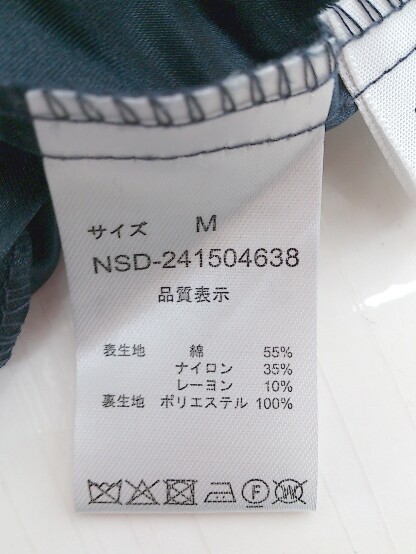 サイズ M
NSD-241504638
品質表示
表生地 綿 55%
ナイロン 35%
レーヨン 10%
裏生地 ポリエステル 100%
F W